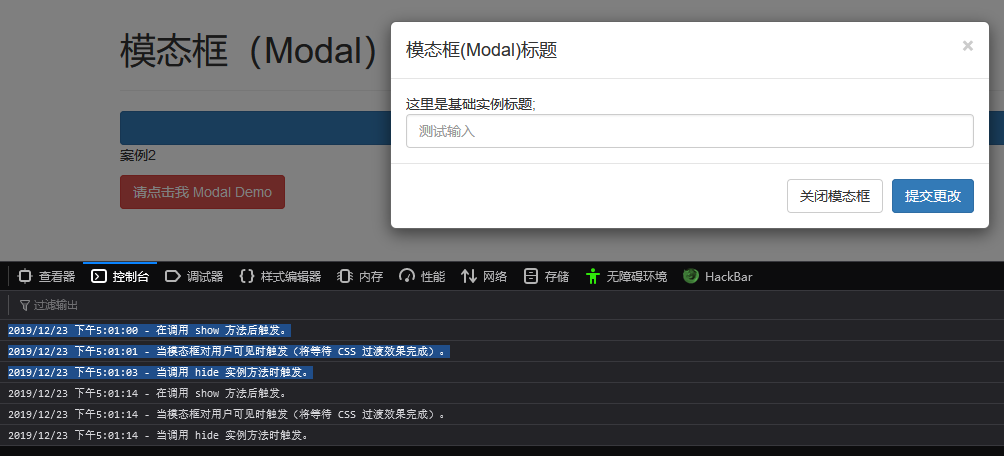 模态框（Modal）
模态框(Modal)标题
×
这里是基础实例标题;
测试输入
案例2
请点击我 Modal Demo
关闭模态框 提交更改
查看器 控制台 调试器 样式编辑器 内存 性能 网络 存储 无障碍环境 HackBar
过滤输出
2019/12/23 下午5:01:00 - 在调用 show 方法后触发。
2019/12/23 下午5:01:01 - 当模态框对用户可见时触发（将等待 CSS 过渡效果完成）。
2019/12/23 下午5:01:03 - 当调用 hide 实例方法时触发。
2019/12/23 下午5:01:14 - 在调用 show 方法后触发。
2019/12/23 下午5:01:14 - 当模态框对用户可见时触发（将等待 CSS 过渡效果完成）。
2019/12/23 下午5:01:14 - 当调用 hide 实例方法时触发。